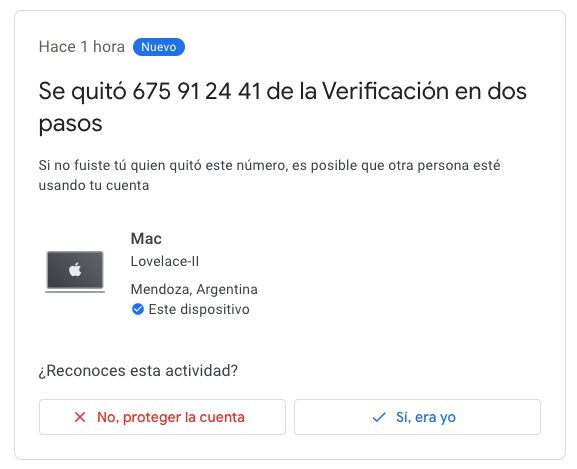 Hace 1 hora Nuevo
Se quitó 675 91 24 41 de la Verificación en dos
pasos
Si no fuiste tú quien quitó este número, es posible que otra persona esté
usando tu cuenta
Mac
Lovelace-II
Mendoza, Argentina
Este dispositivo
¿Reconoces esta actividad?
No, proteger la cuenta
Sí, era yo